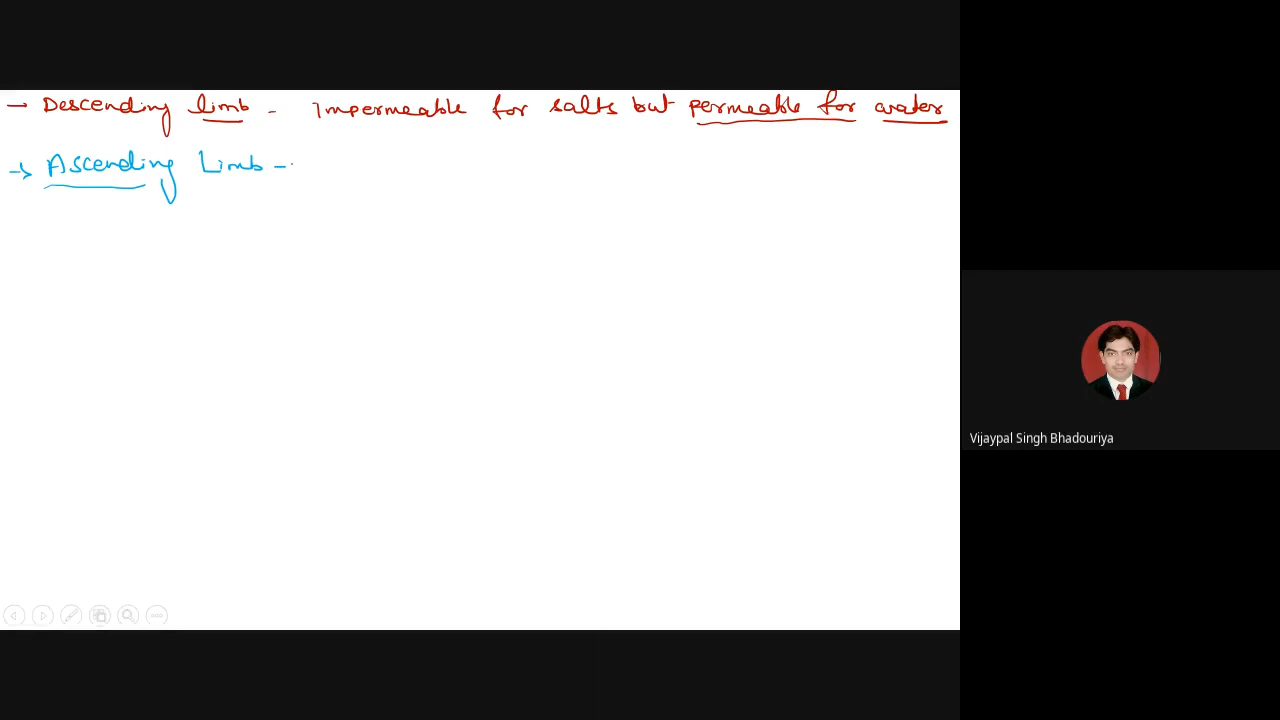 → Descending limb - Impermeable for salts but permeable for water
→ Ascending Limb -
Vijaypal Singh Bhadouriya